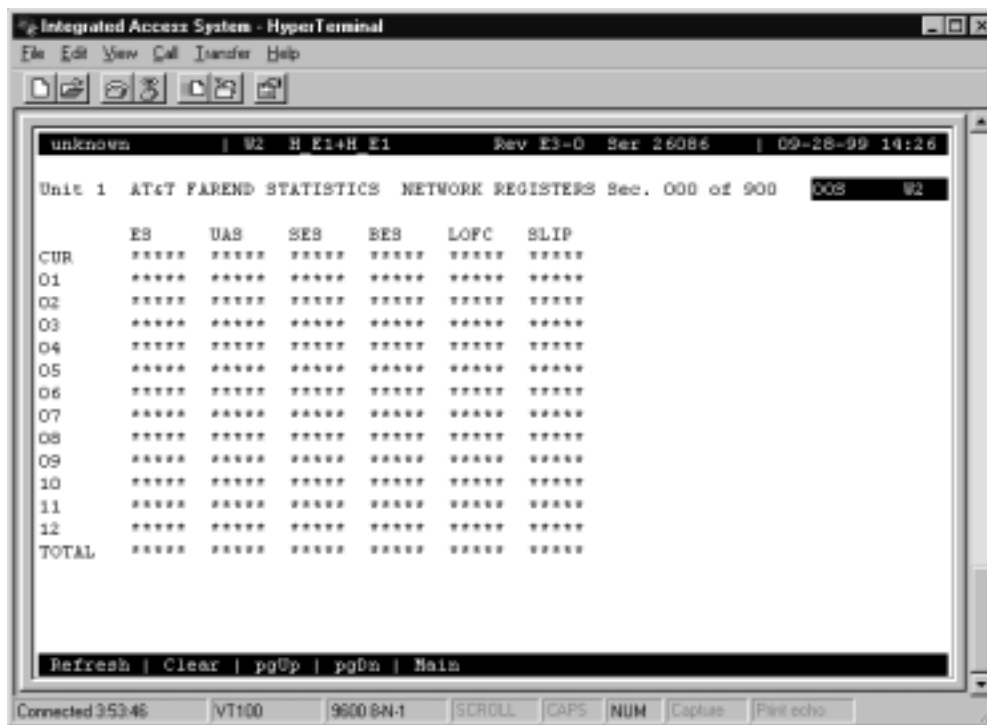 Integrated Access System - HyperTerminal
File Edit View Call Transfer Help
unknown | W2 H_E1+H_E1 Rev E3-0 Ser 26086 | 09-28-99 14:26
Unit 1 AT&T FAREND STATISTICS NETWORK REGISTERS Sec. 000 of 900 OOS W2
ES UAS SES BES LOFC SLIP
CUR ***** ***** ***** ***** ***** *****
01 ***** ***** ***** ***** ***** *****
02 ***** ***** ***** ***** ***** *****
03 ***** ***** ***** ***** ***** *****
04 ***** ***** ***** ***** ***** *****
05 ***** ***** ***** ***** ***** *****
06 ***** ***** ***** ***** ***** *****
07 ***** ***** ***** ***** ***** *****
08 ***** ***** ***** ***** ***** *****
09 ***** ***** ***** ***** ***** *****
10 ***** ***** ***** ***** ***** *****
11 ***** ***** ***** ***** ***** *****
12 ***** ***** ***** ***** ***** *****
TOTAL ***** ***** ***** ***** ***** *****
Refresh | Clear | pgUp | pgDn | Main
Connected 3:53:46 VT100 9600 8-N-1 SCROLL CAPS NUM Capture Print echo